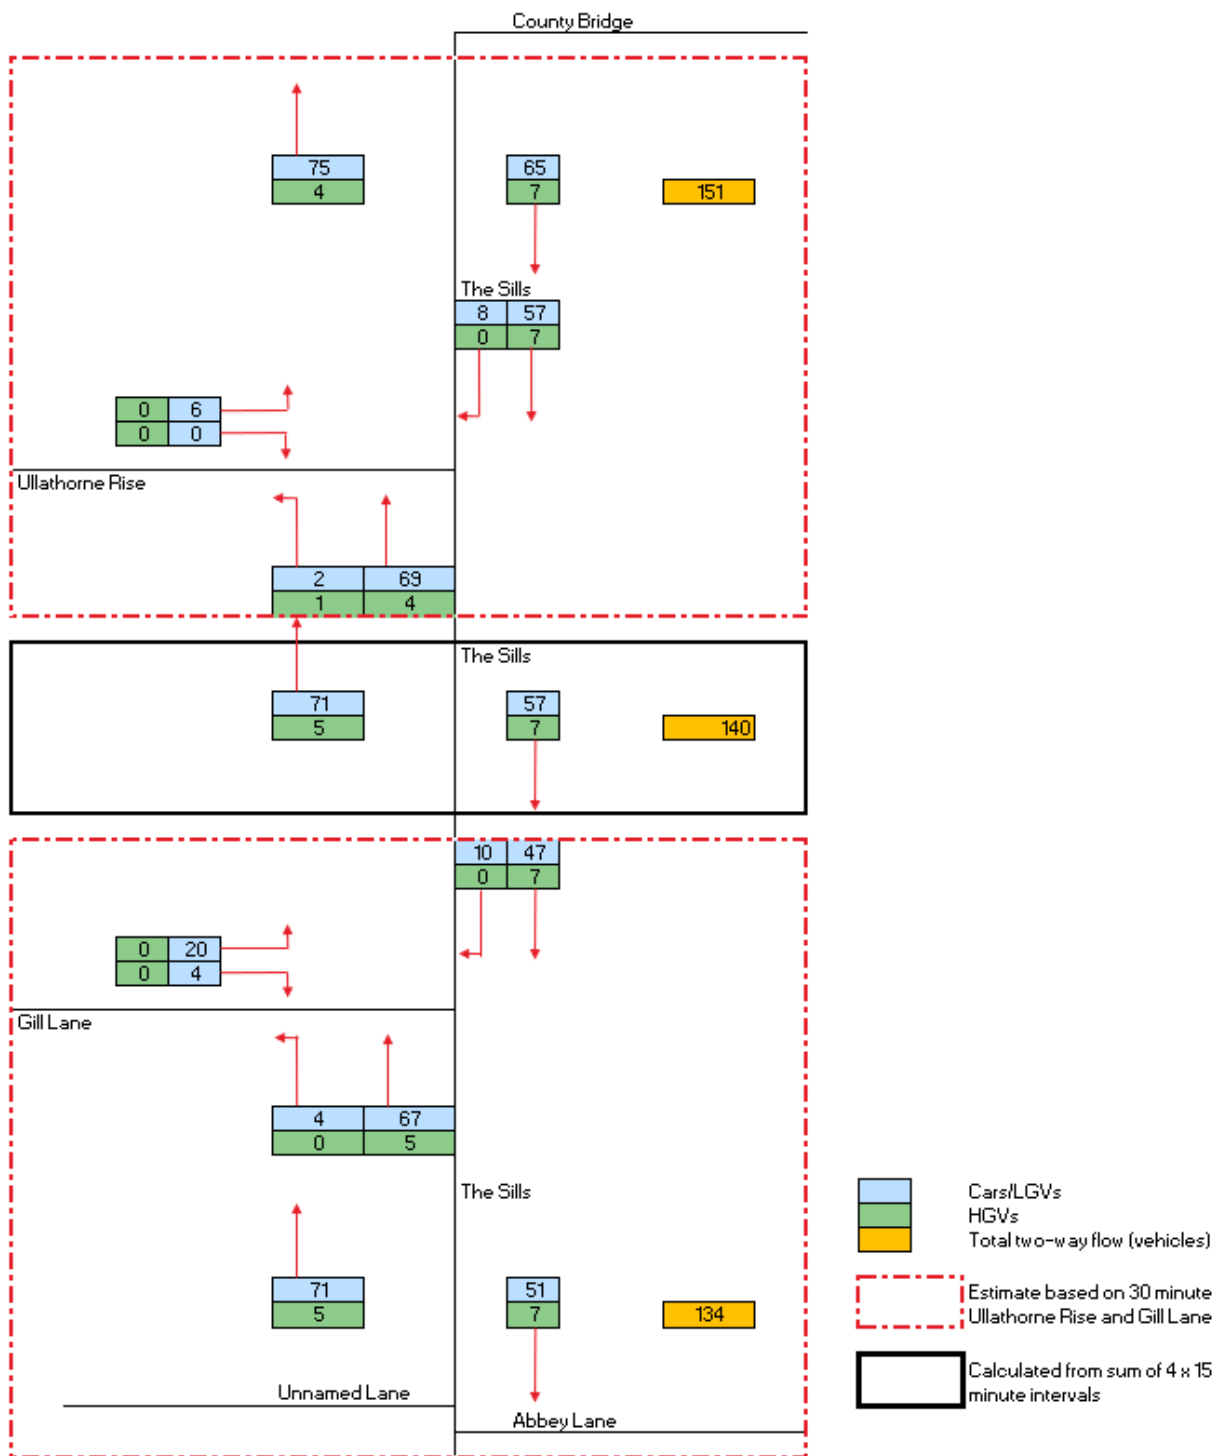 County Bridge
75
65
4
7
151
The Sills
8 57
0 7
0 6
0 0
Ullathorne Rise
2 69
1 4
The Sills
71
57
5
7
140
10 47
0 7
0 20
0 4
Gill Lane
4 67
0 5
The Sills
71
51
5
7
134
Unnamed Lane
Abbey Lane
Cars/LGVs
HGVs
Total two-way flow (vehicles)
Estimate based on 30 minute
Ullathorne Rise and Gill Lane
Calculated from sum of 4 x 15
minute intervals